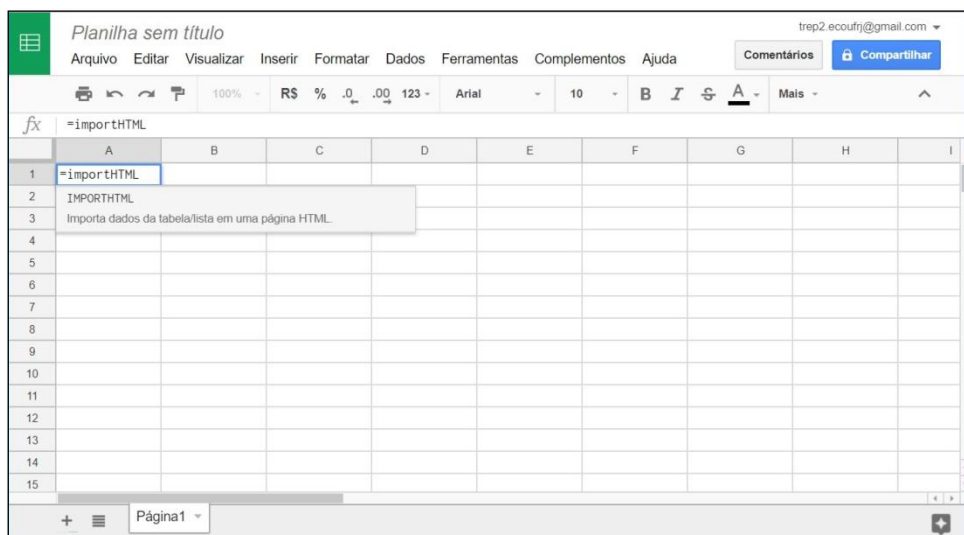 Planilha sem título
trep2.ecoufrj@gmail.com
Arquivo Editar Visualizar Inserir Formatar Dados Ferramentas Complementos Ajuda
Comentários
Compartilhar
100% R$ % .0 .00 123 Arial 10 B I S A Mais
fx =importHTML
A B C D E F G H I
1 =importHTML
2 IMPORTHTML
3 Importa dados da tabela/lista em uma página HTML.
4
5
6
7
8
9
10
11
12
13
14
15
+ Página1